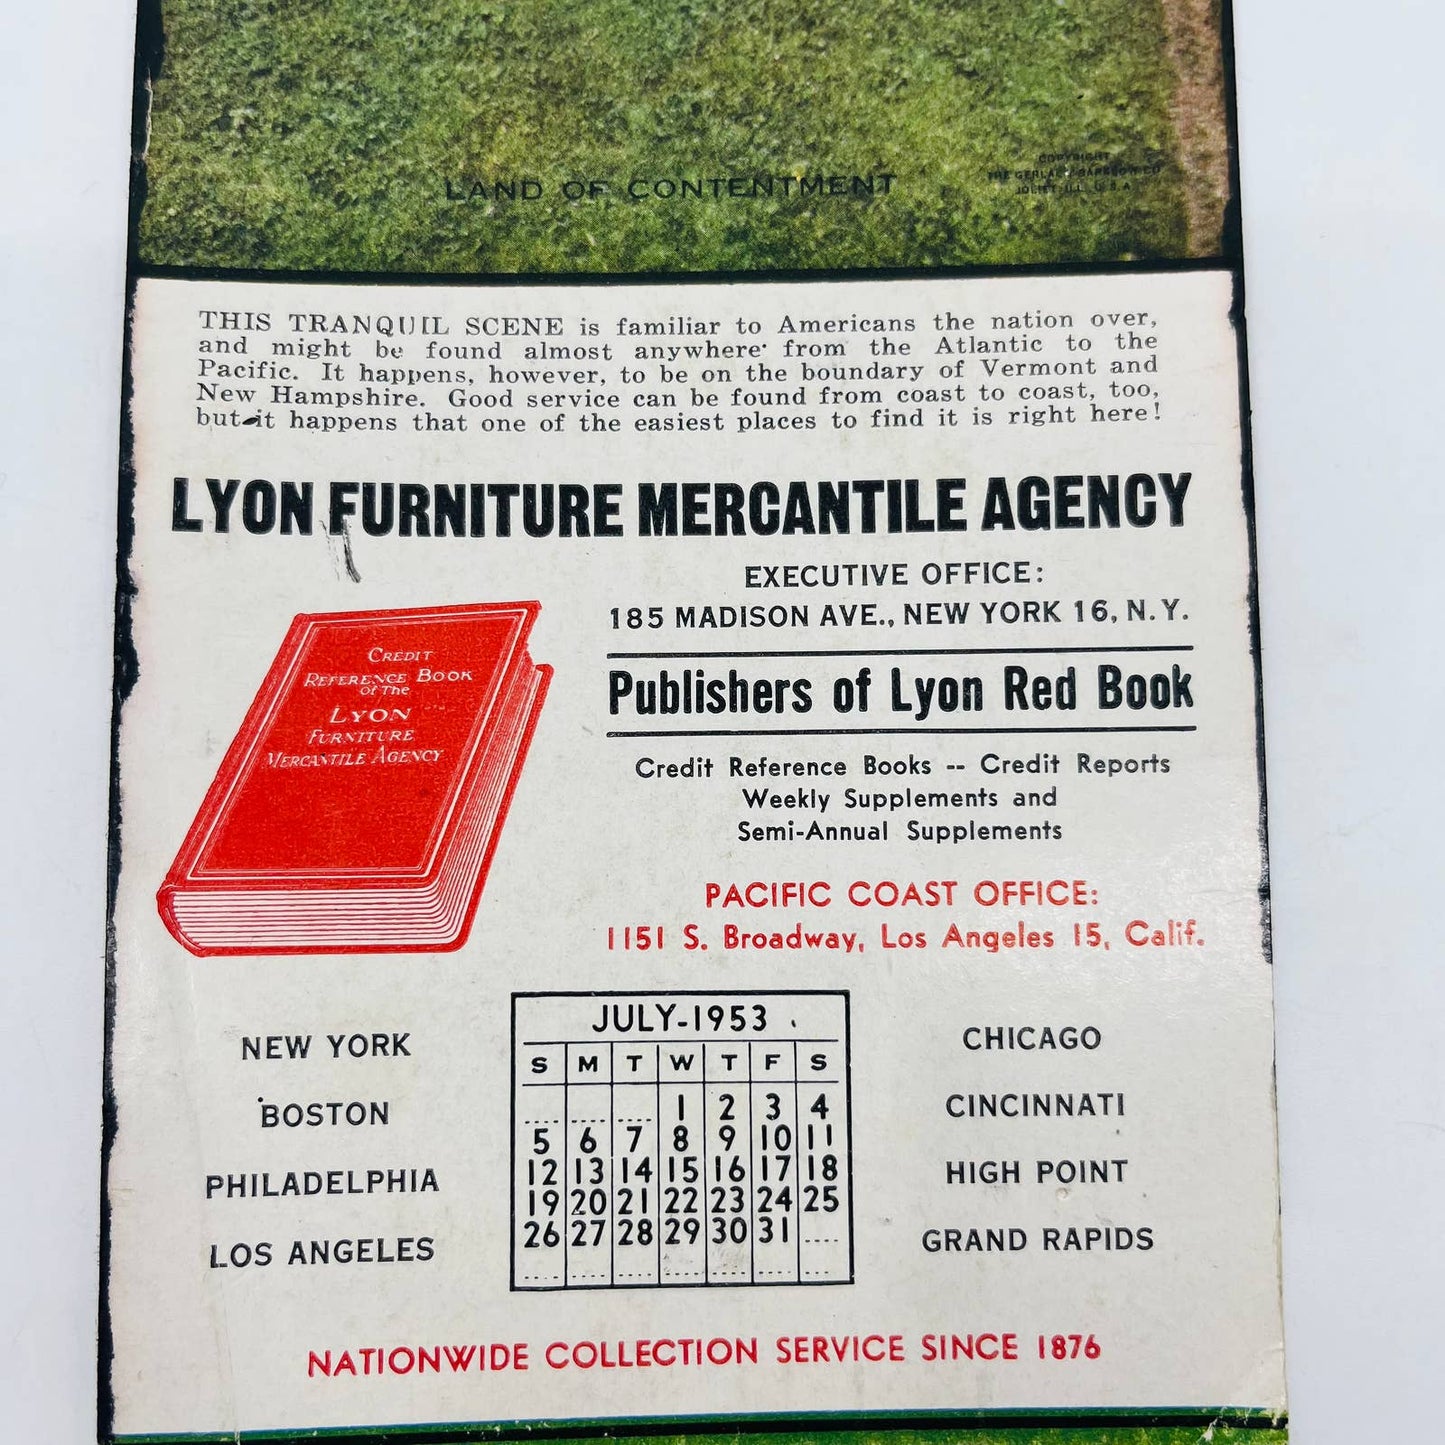 LAND OF CONTENTMENT
COPYRIGHT
THE GERLACH BARKLOW CO
JOLIET, ILL. U.S.A
THIS TRANQUIL SCENE is familiar to Americans the nation over,
and might be found almost anywhere from the Atlantic to the
Pacific. It happens, however, to be on the boundary of Vermont and
New Hampshire. Good service can be found from coast to coast, too,
but it happens that one of the easiest places to find it is right here!
LYON FURNITURE MERCANTILE AGENCY
EXECUTIVE OFFICE:
185 MADISON AVE., NEW YORK 16, N.Y.
CREDIT
REFERENCE BOOK
OF THE
LYON
FURNITURE
MERCANTILE AGENCY
Publishers of Lyon Red Book
Credit Reference Books -- Credit Reports
Weekly Supplements and
Semi-Annual Supplements
PACIFIC COAST OFFICE:
1151 S. Broadway, Los Angeles 15, Calif.
NEW YORK
BOSTON
PHILADELPHIA
LOS ANGELES
JULY-1953
S M T W T F S
1 2 3 4
5 6 7 8 9 10 11
12 13 14 15 16 17 18
19 20 21 22 23 24 25
26 27 28 29 30 31
CHICAGO
CINCINNATI
HIGH POINT
GRAND RAPIDS
NATIONWIDE COLLECTION SERVICE SINCE 1876